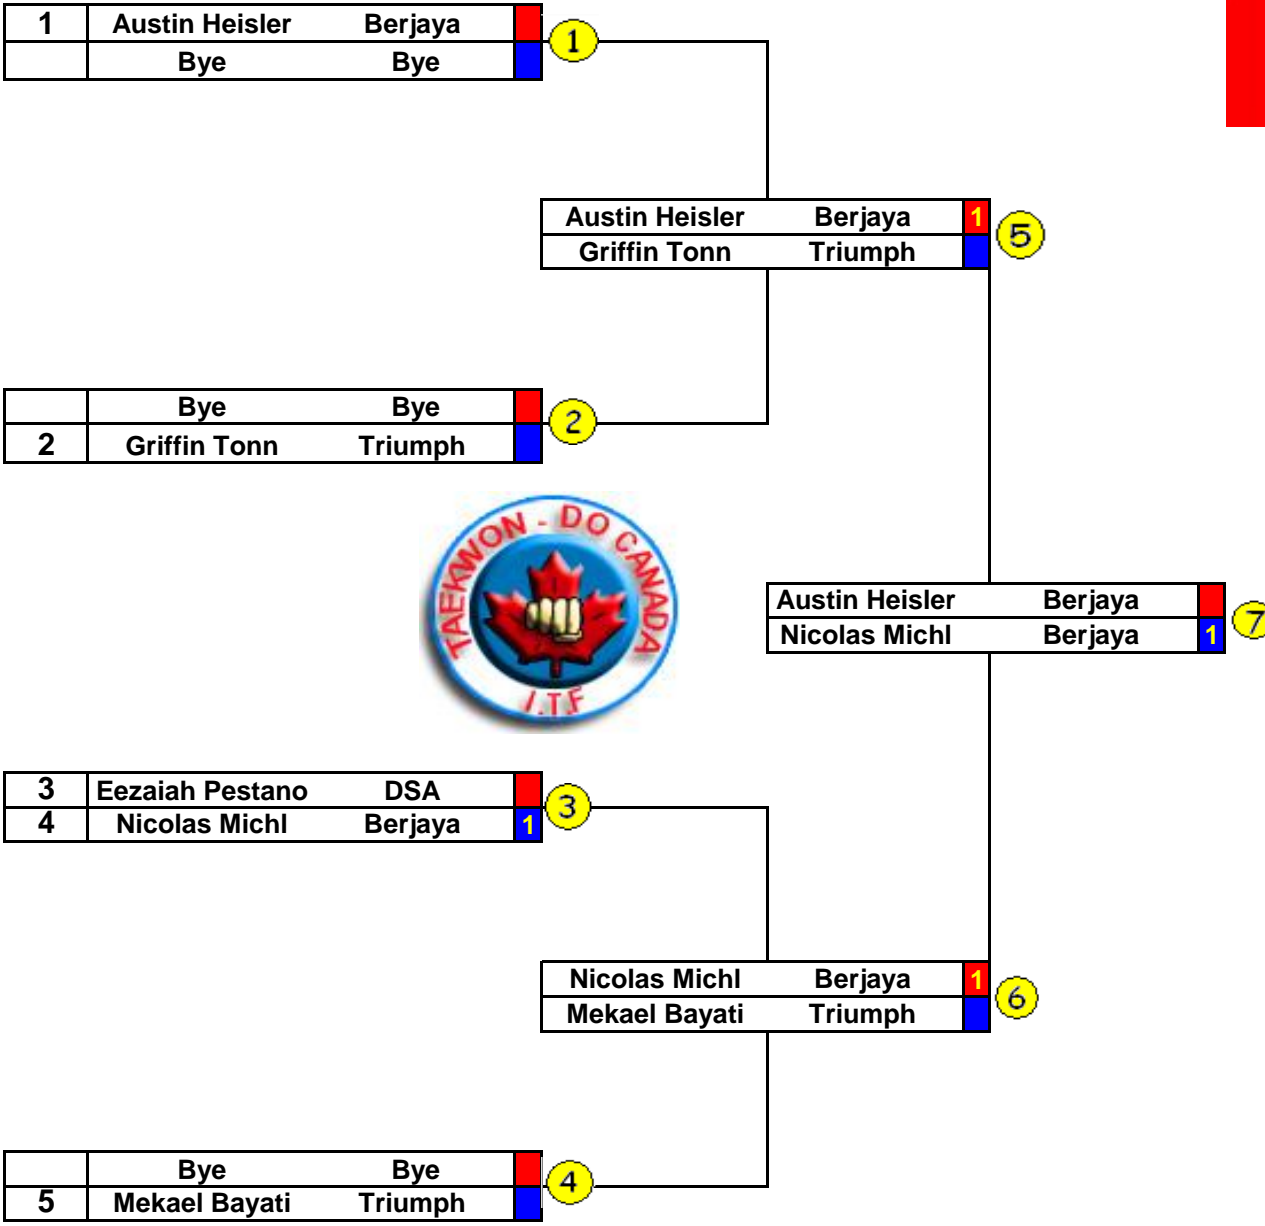 1 Austin Heisler Berjaya
Bye Bye
1
Austin Heisler Berjaya 1
Griffin Tonn Triumph
5
Bye Bye
2 Griffin Tonn Triumph
2
TAEKWON - DO CANADA
I.T.F
Austin Heisler Berjaya
Nicolas Michl Berjaya 1
7
3 Eezaiah Pestano DSA
4 Nicolas Michl Berjaya 1
3
Nicolas Michl Berjaya 1
Mekael Bayati Triumph
6
Bye Bye
5 Mekael Bayati Triumph
4